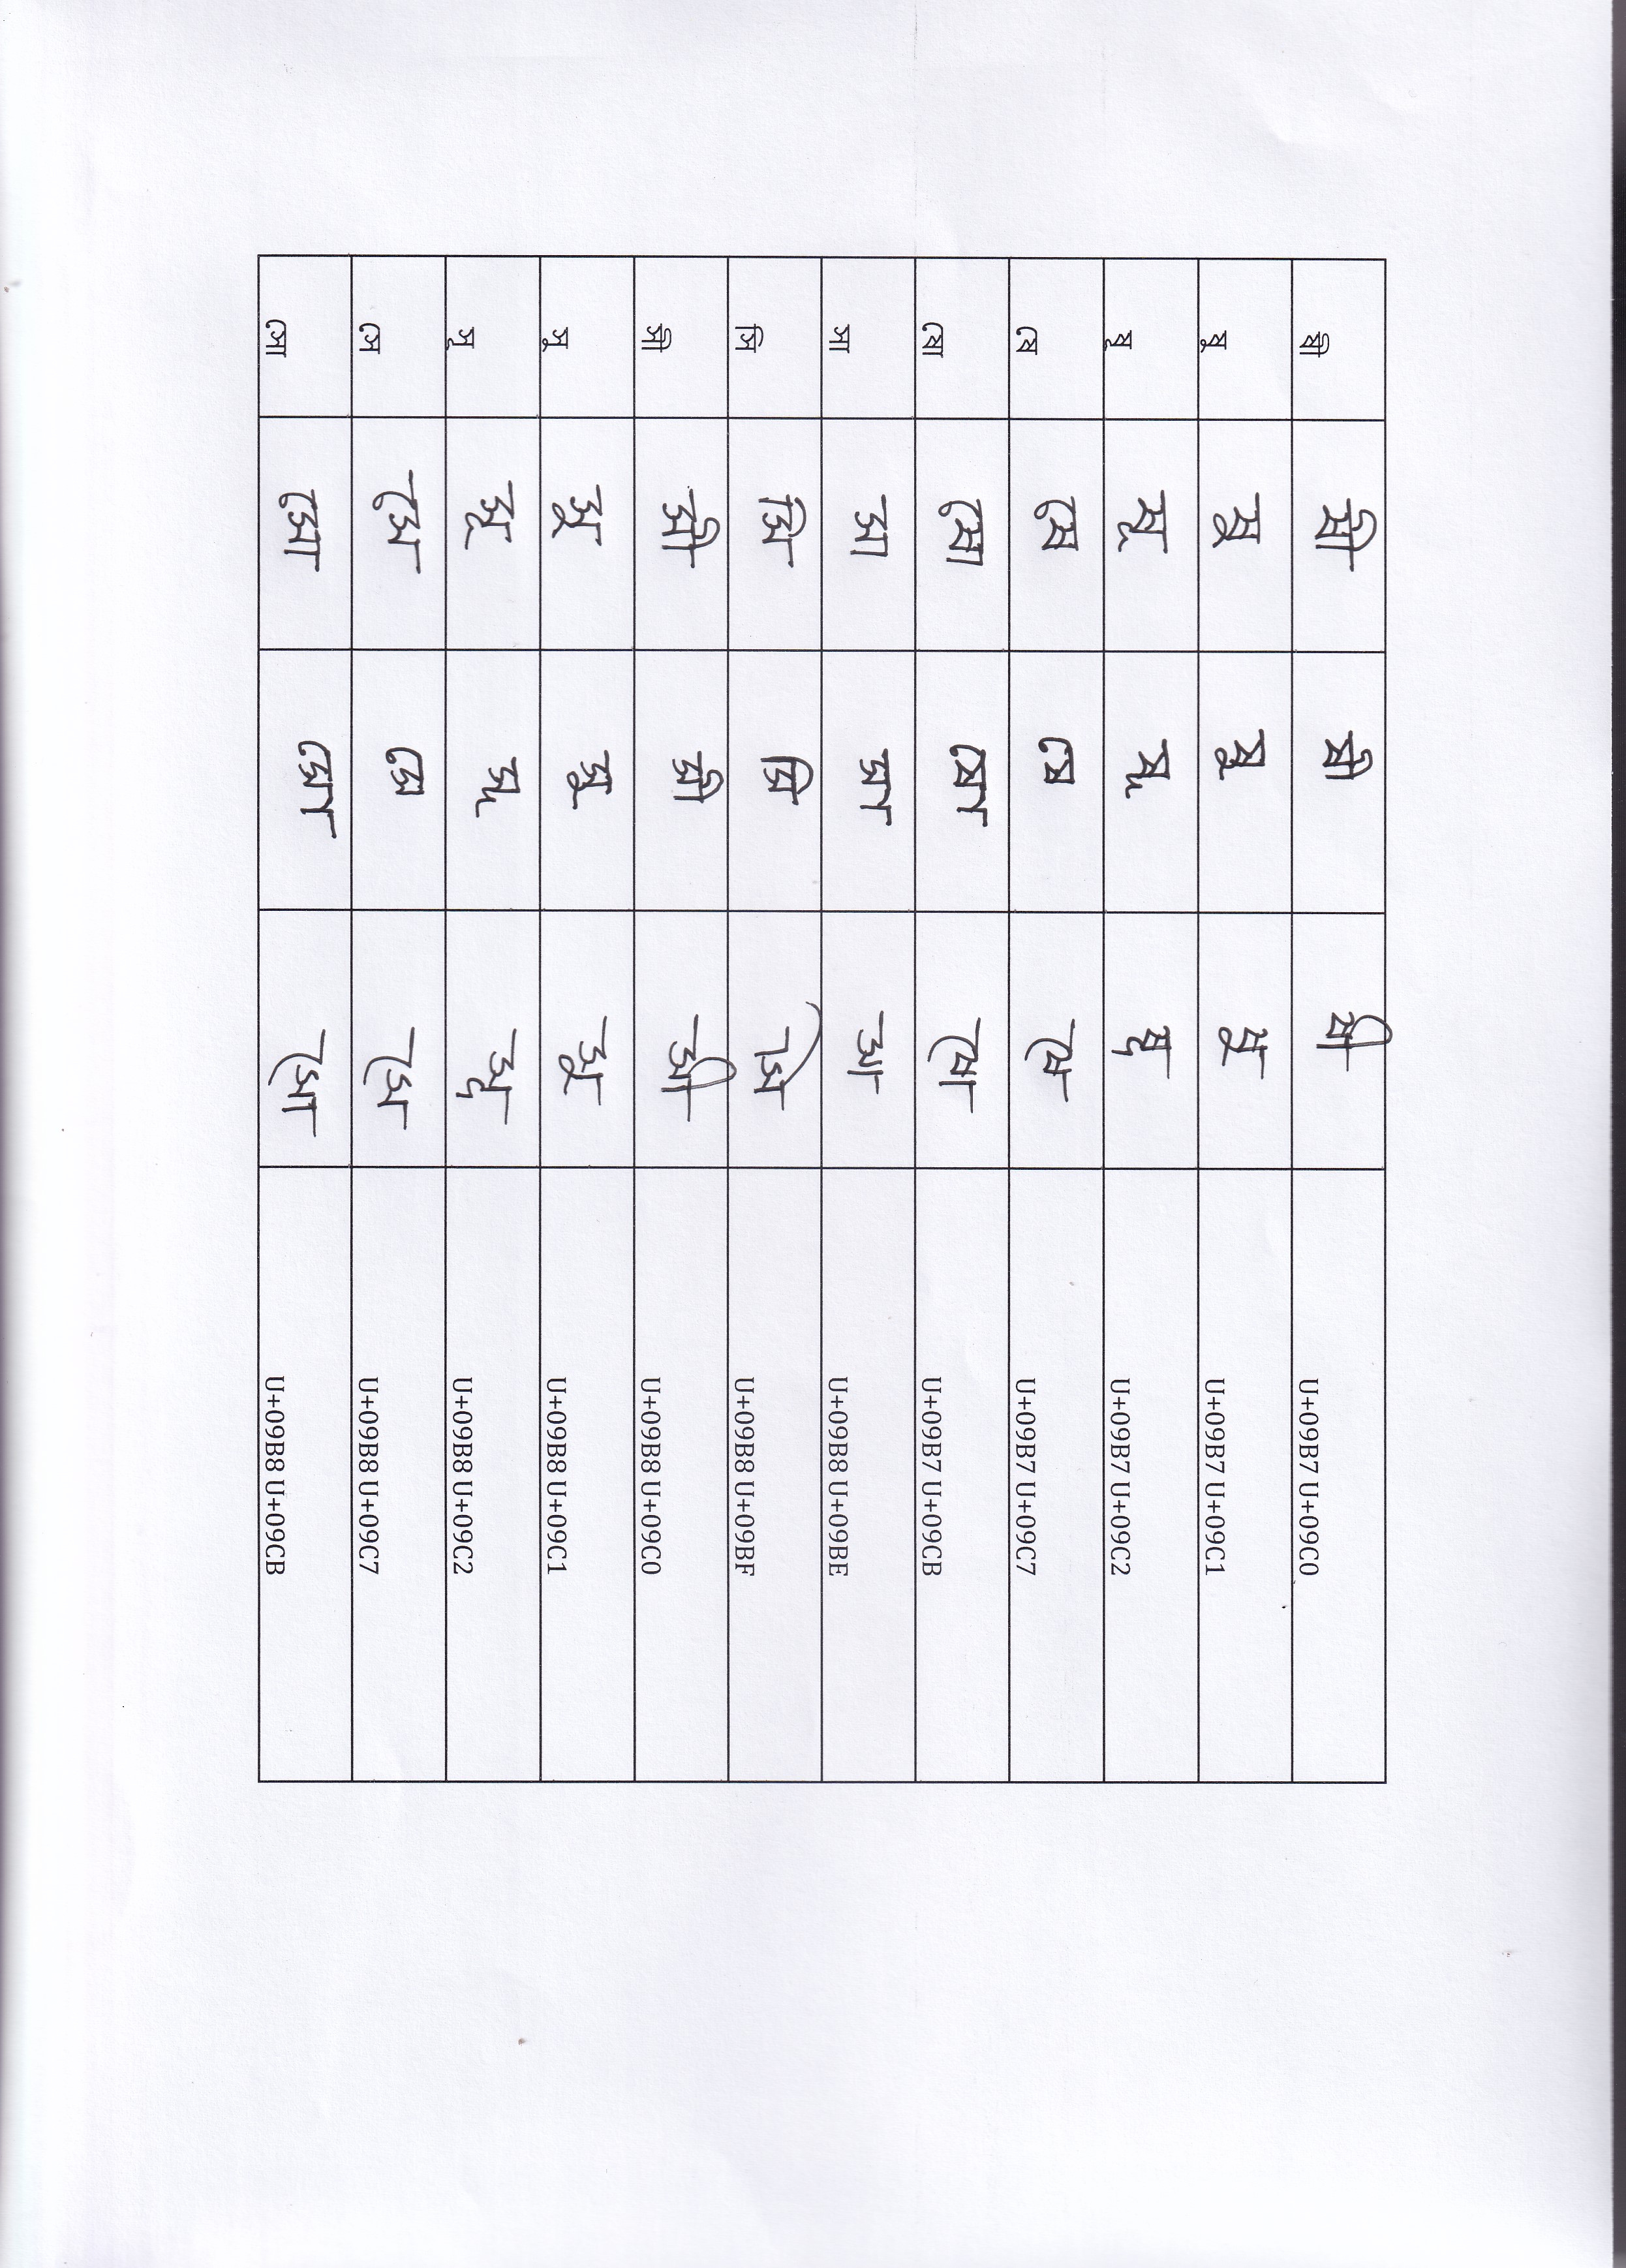 ষী ষী ষী ষী U+09B7 U+09C0
ষু ষু ষু ষু U+09B7 U+09C1
ষূ ষূ ষূ ষূ U+09B7 U+09C2
ষে ষে ষে ষে U+09B7 U+09C7
ষো ষো ষো ষো U+09B7 U+09CB
সা সা সা সা U+09B8 U+09BE
সি সি সি সি U+09B8 U+09BF
সী সী সী সী U+09B8 U+09C0
সু সু সু সু U+09B8 U+09C1
সূ সূ সূ সূ U+09B8 U+09C2
সে সে সে সে U+09B8 U+09C7
সো সো সো সো U+09B8 U+09CB